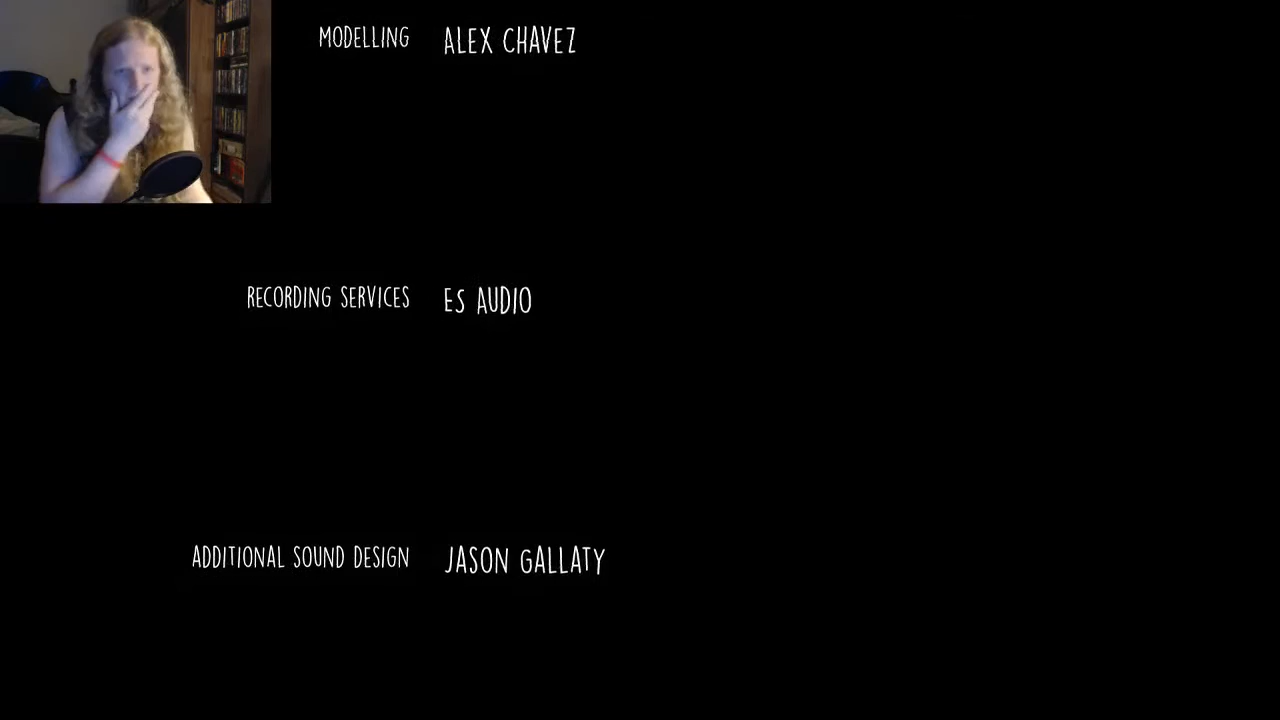 MODELLING ALEX CHAVEZ
RECORDING SERVICES ES AUDIO
ADDITIONAL SOUND DESIGN JASON GALLATY